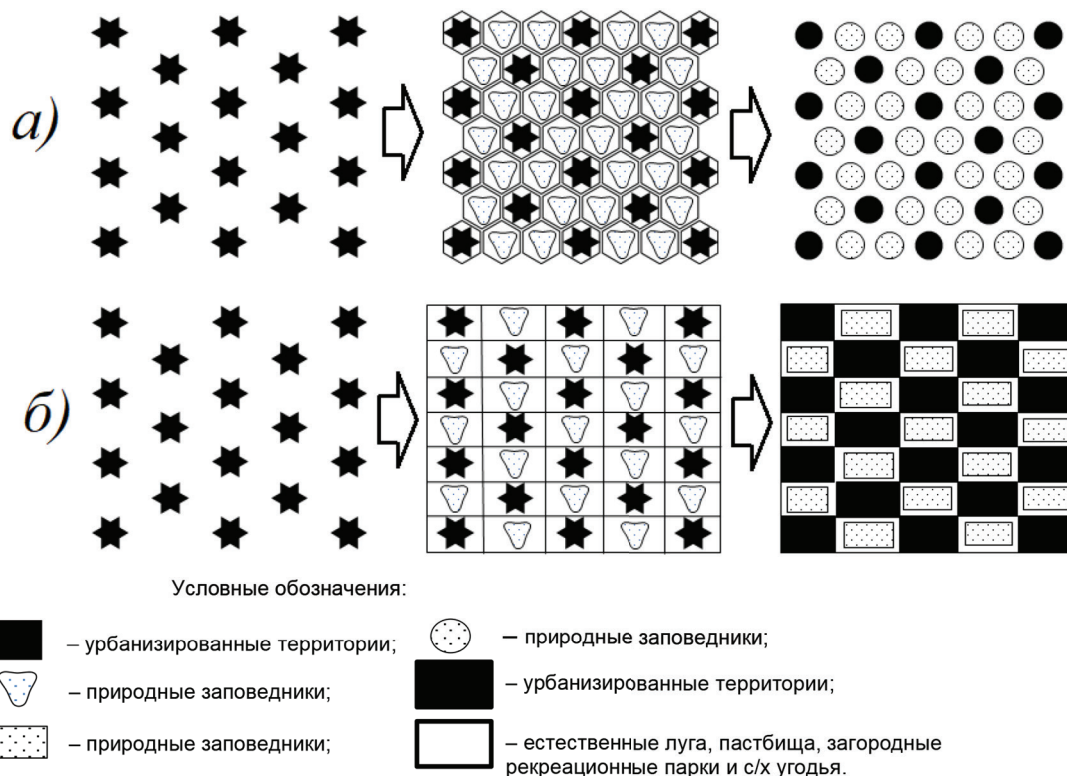 а)
б)
Условные обозначения:
– урбанизированные территории;
– природные заповедники;
– природные заповедники;
– природные заповедники;
– урбанизированные территории;
– естественные луга, пастбища, загородные
рекреационные парки и с/х угодья.